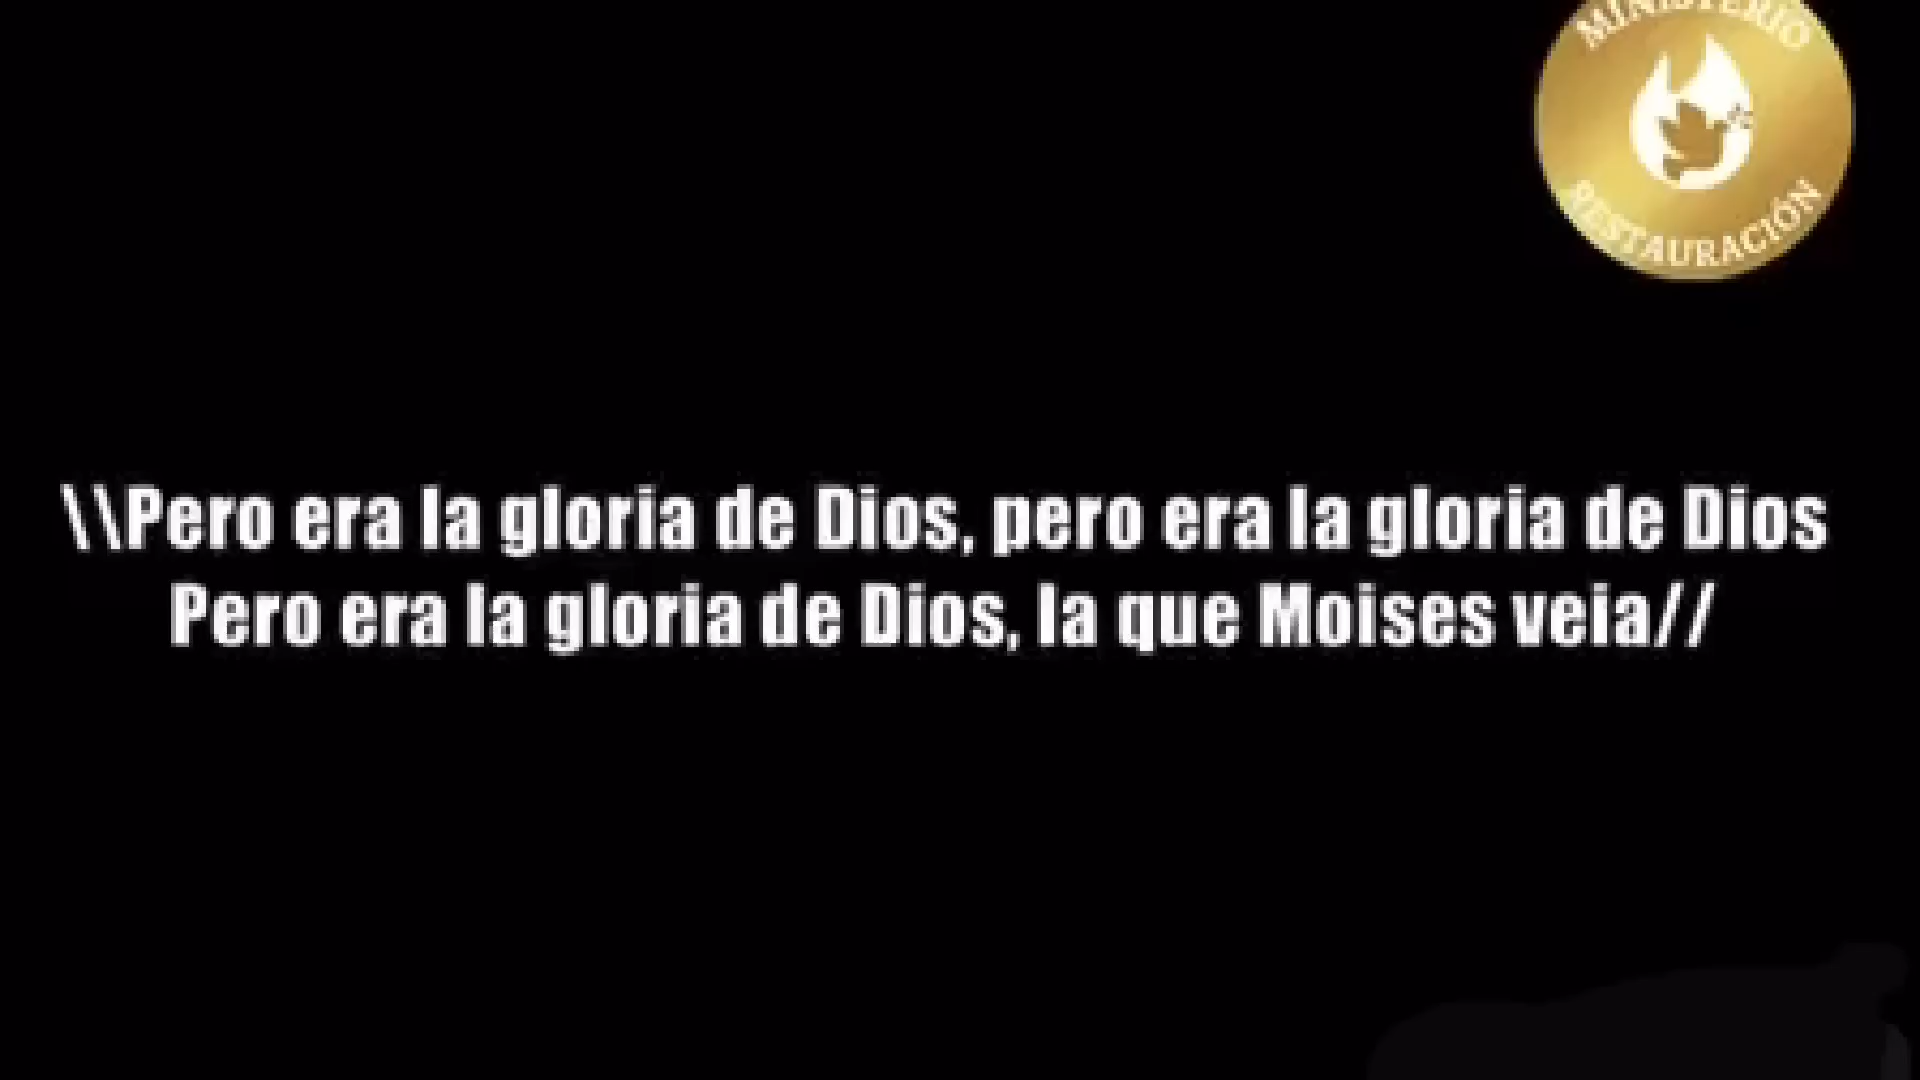 MINISTERIO
RESTAURACIÓN
\\Pero era la gloria de Dios, pero era la gloria de Dios
Pero era la gloria de Dios, la que Moises veia//